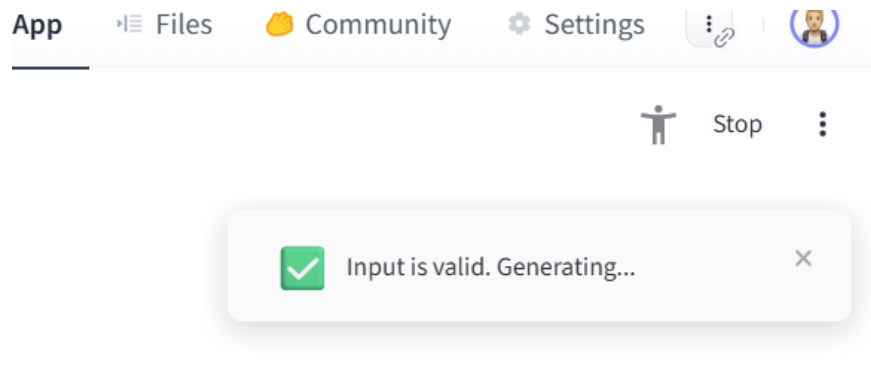 App Files Community Settings
Stop
Input is valid. Generating...